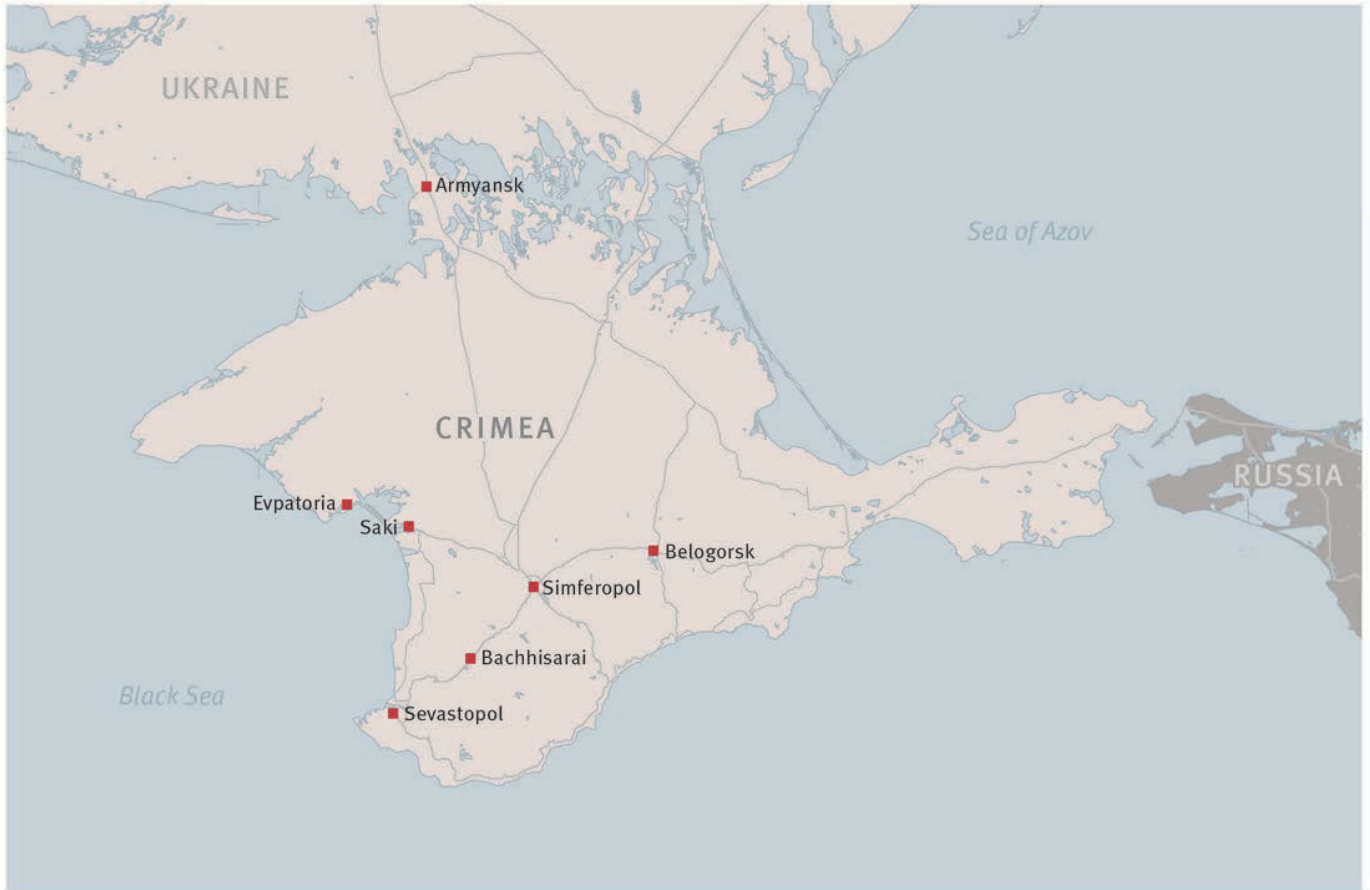 UKRAINE
Armyansk
Sea of Azov
CRIMEA
RUSSIA
Evpatoria
Saki
Belogorsk
Simferopol
Bachhisarai
Black Sea
Sevastopol